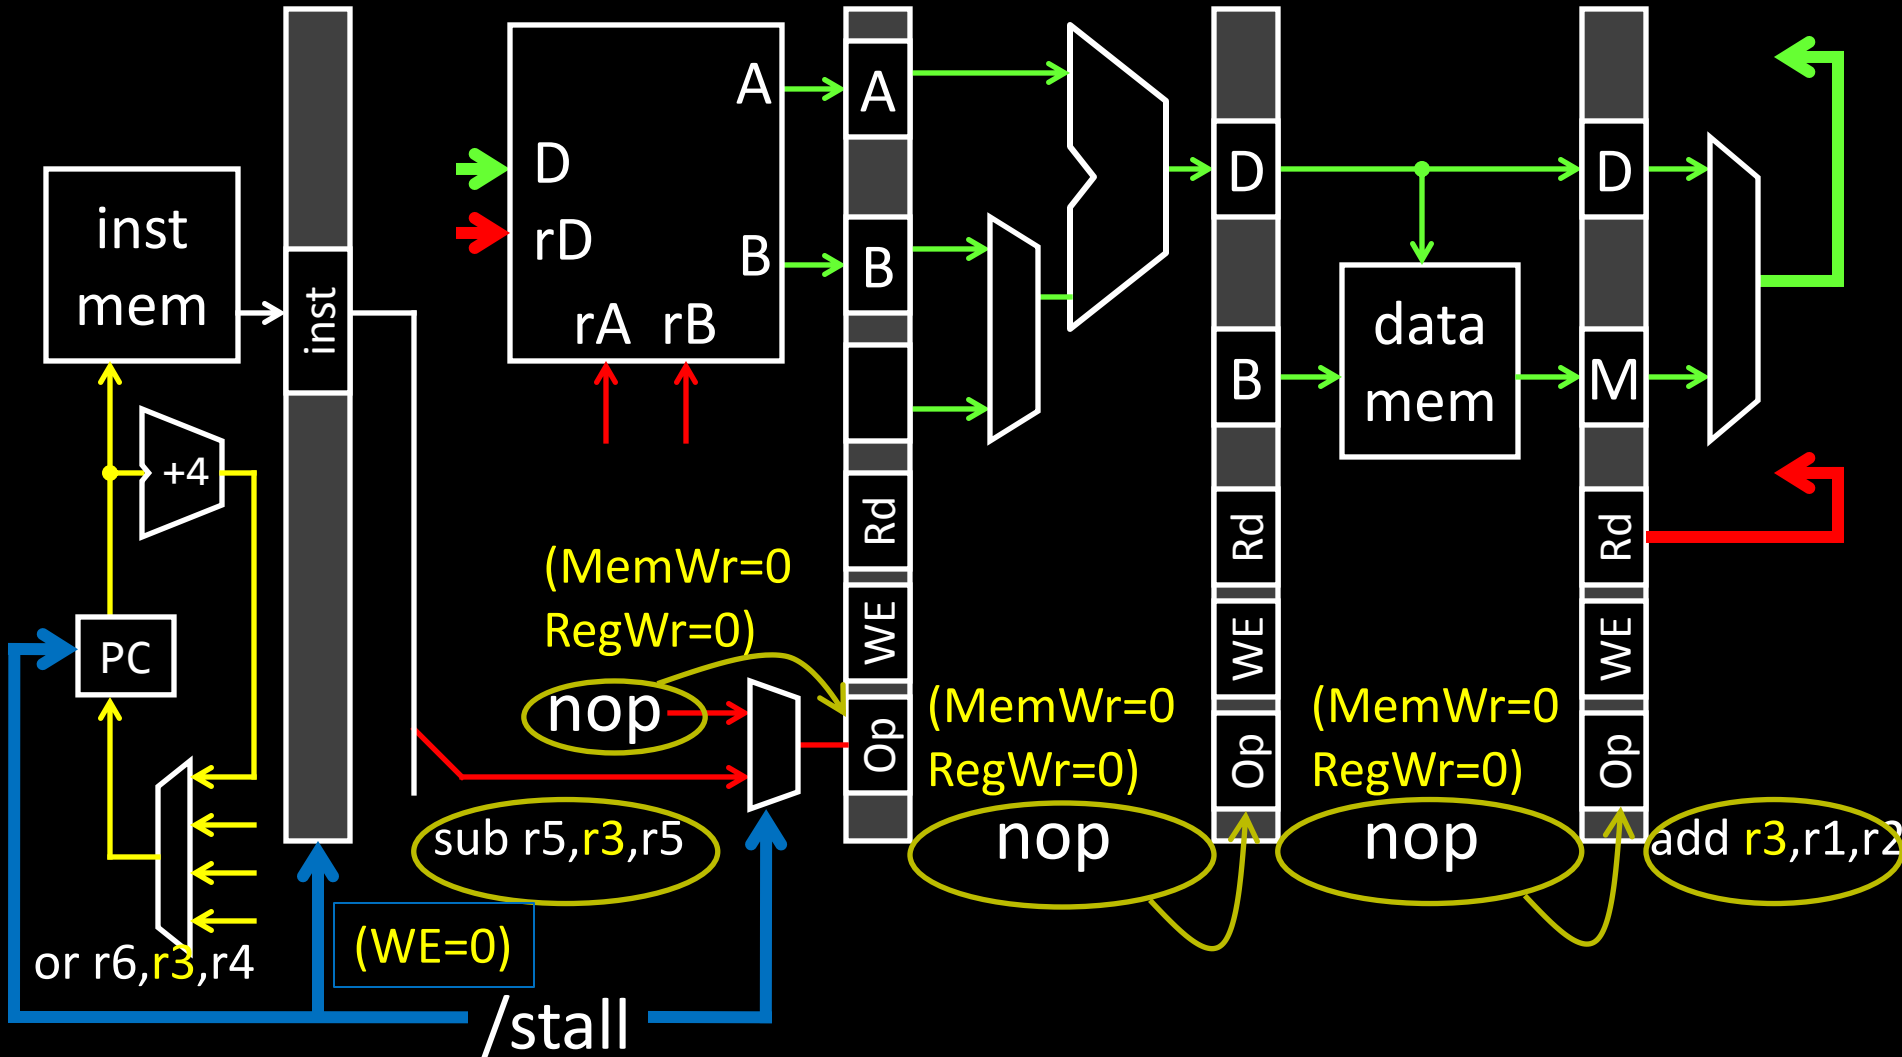 inst
mem
+4
PC
or r6,r3,r4
inst
(WE=0)
/stall
D
rD
A
B
rA rB
(MemWr=0
RegWr=0)
nop
sub r5,r3,r5
A
B
Rd
WE
Op
(MemWr=0
RegWr=0)
nop
D
B
Rd
WE
Op
data
mem
(MemWr=0
RegWr=0)
nop
D
M
Rd
WE
Op
add r3,r1,r2